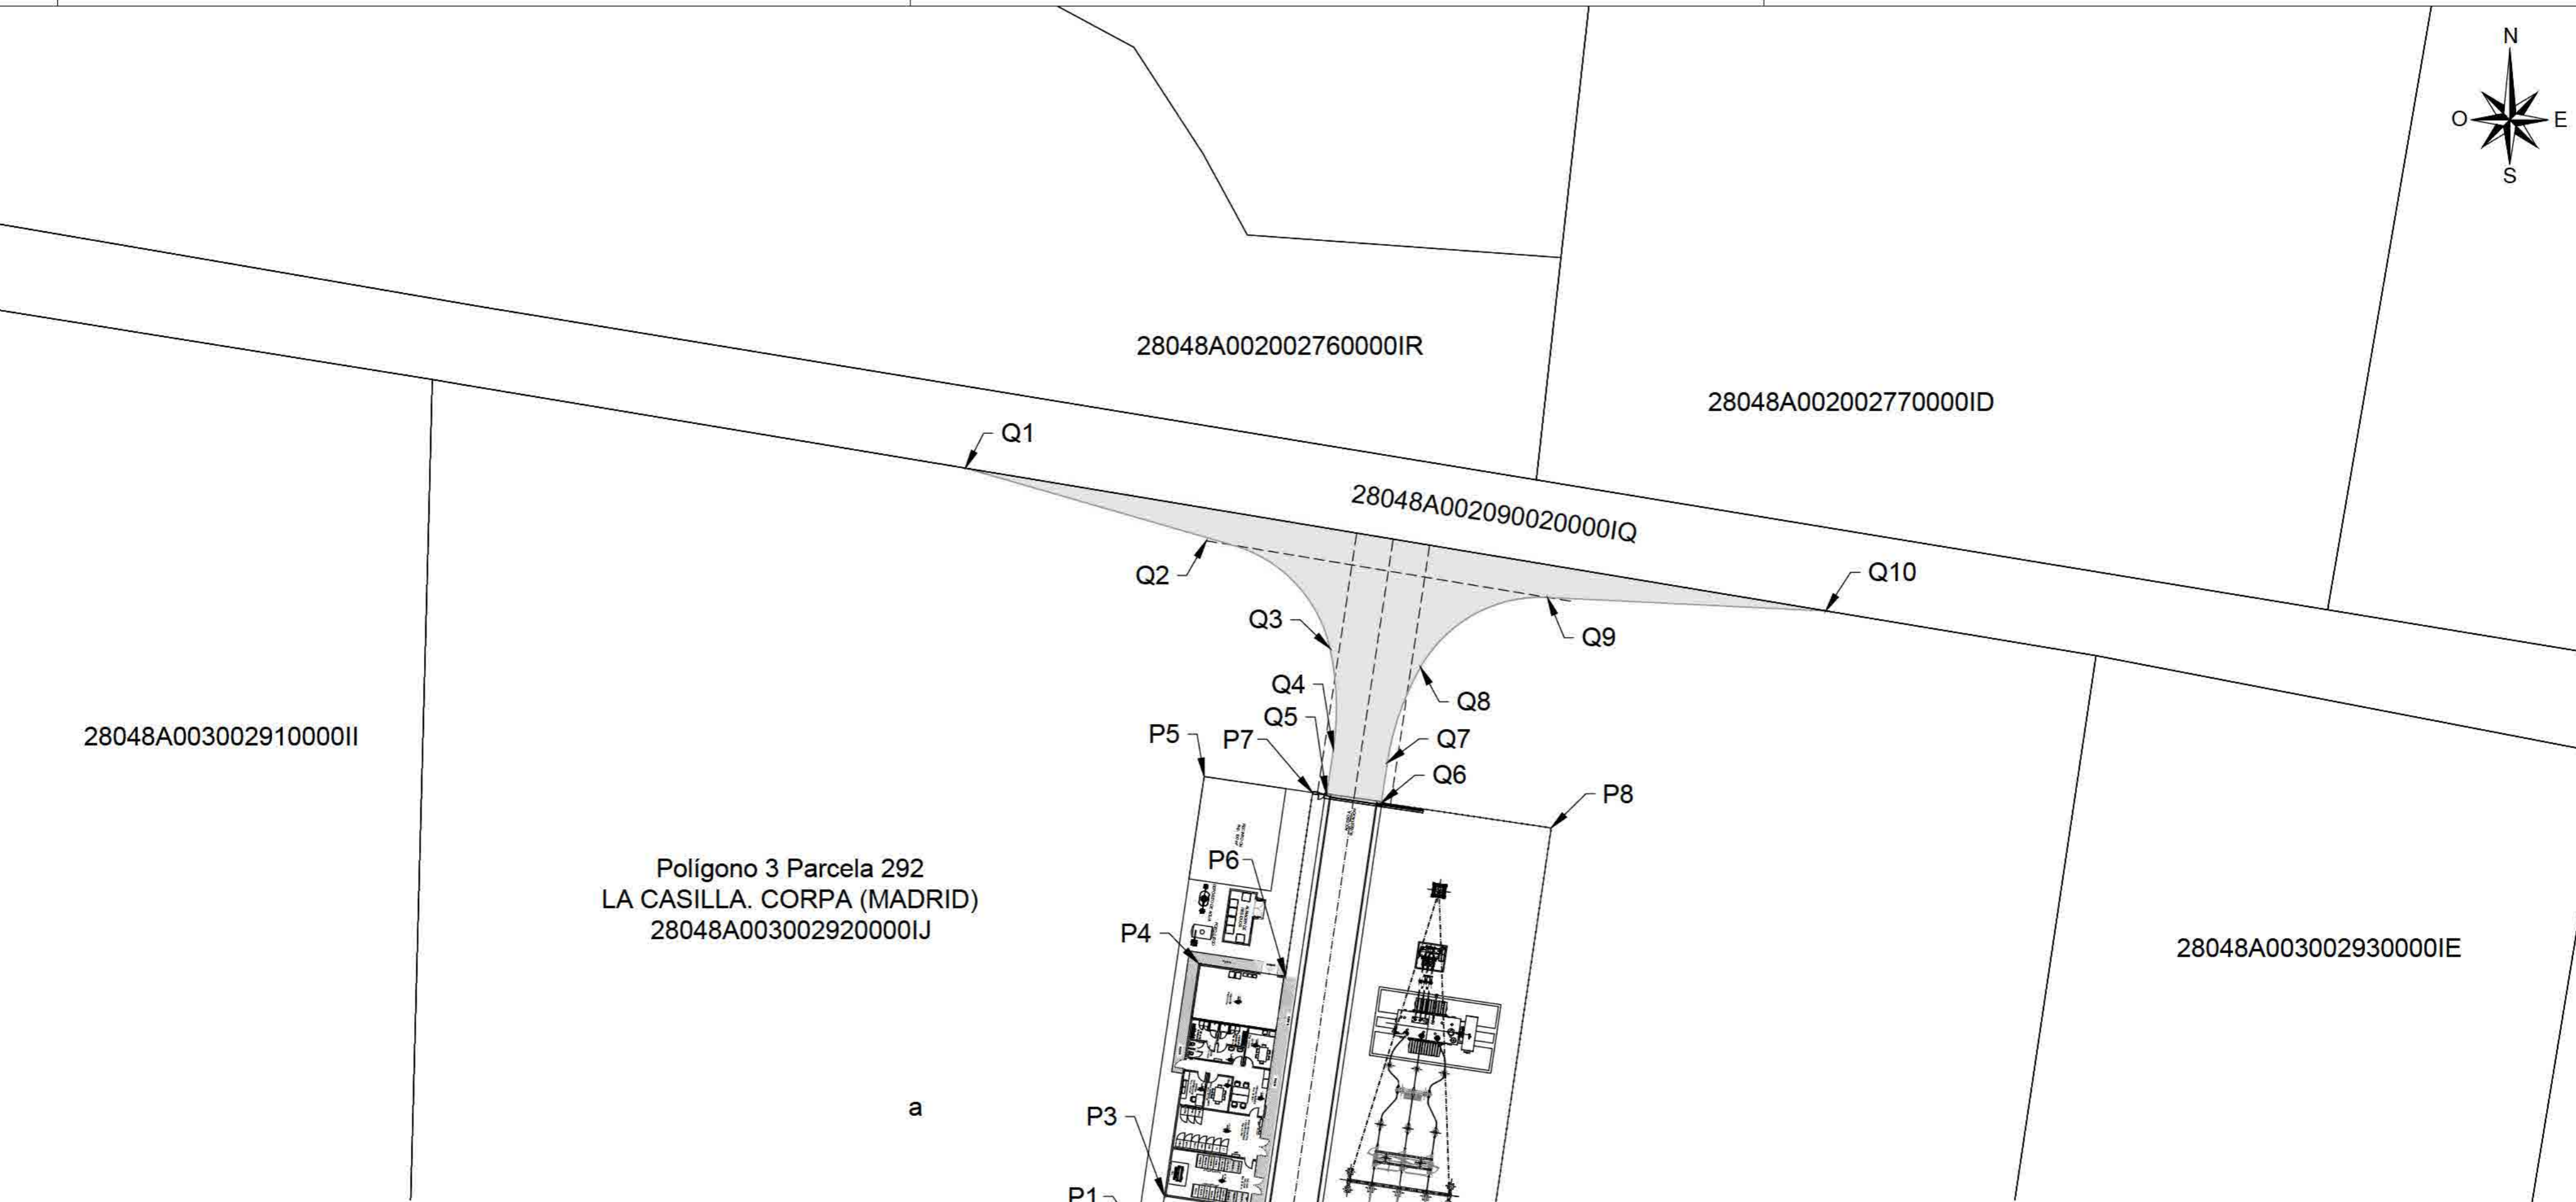 N
O
E
S
28048A002002760000IR
28048A002002770000ID
Q1
28048A002090020000IQ
Q10
Q2
Q3
Q9
Q4
Q8
Q5
P5
P7
Q7
Q6
28048A003002910000II
P8
P6
Polígono 3 Parcela 292
LA CASILLA. CORPA (MADRID)
28048A003002920000IJ
P4
28048A003002930000IE
a
P3
P1